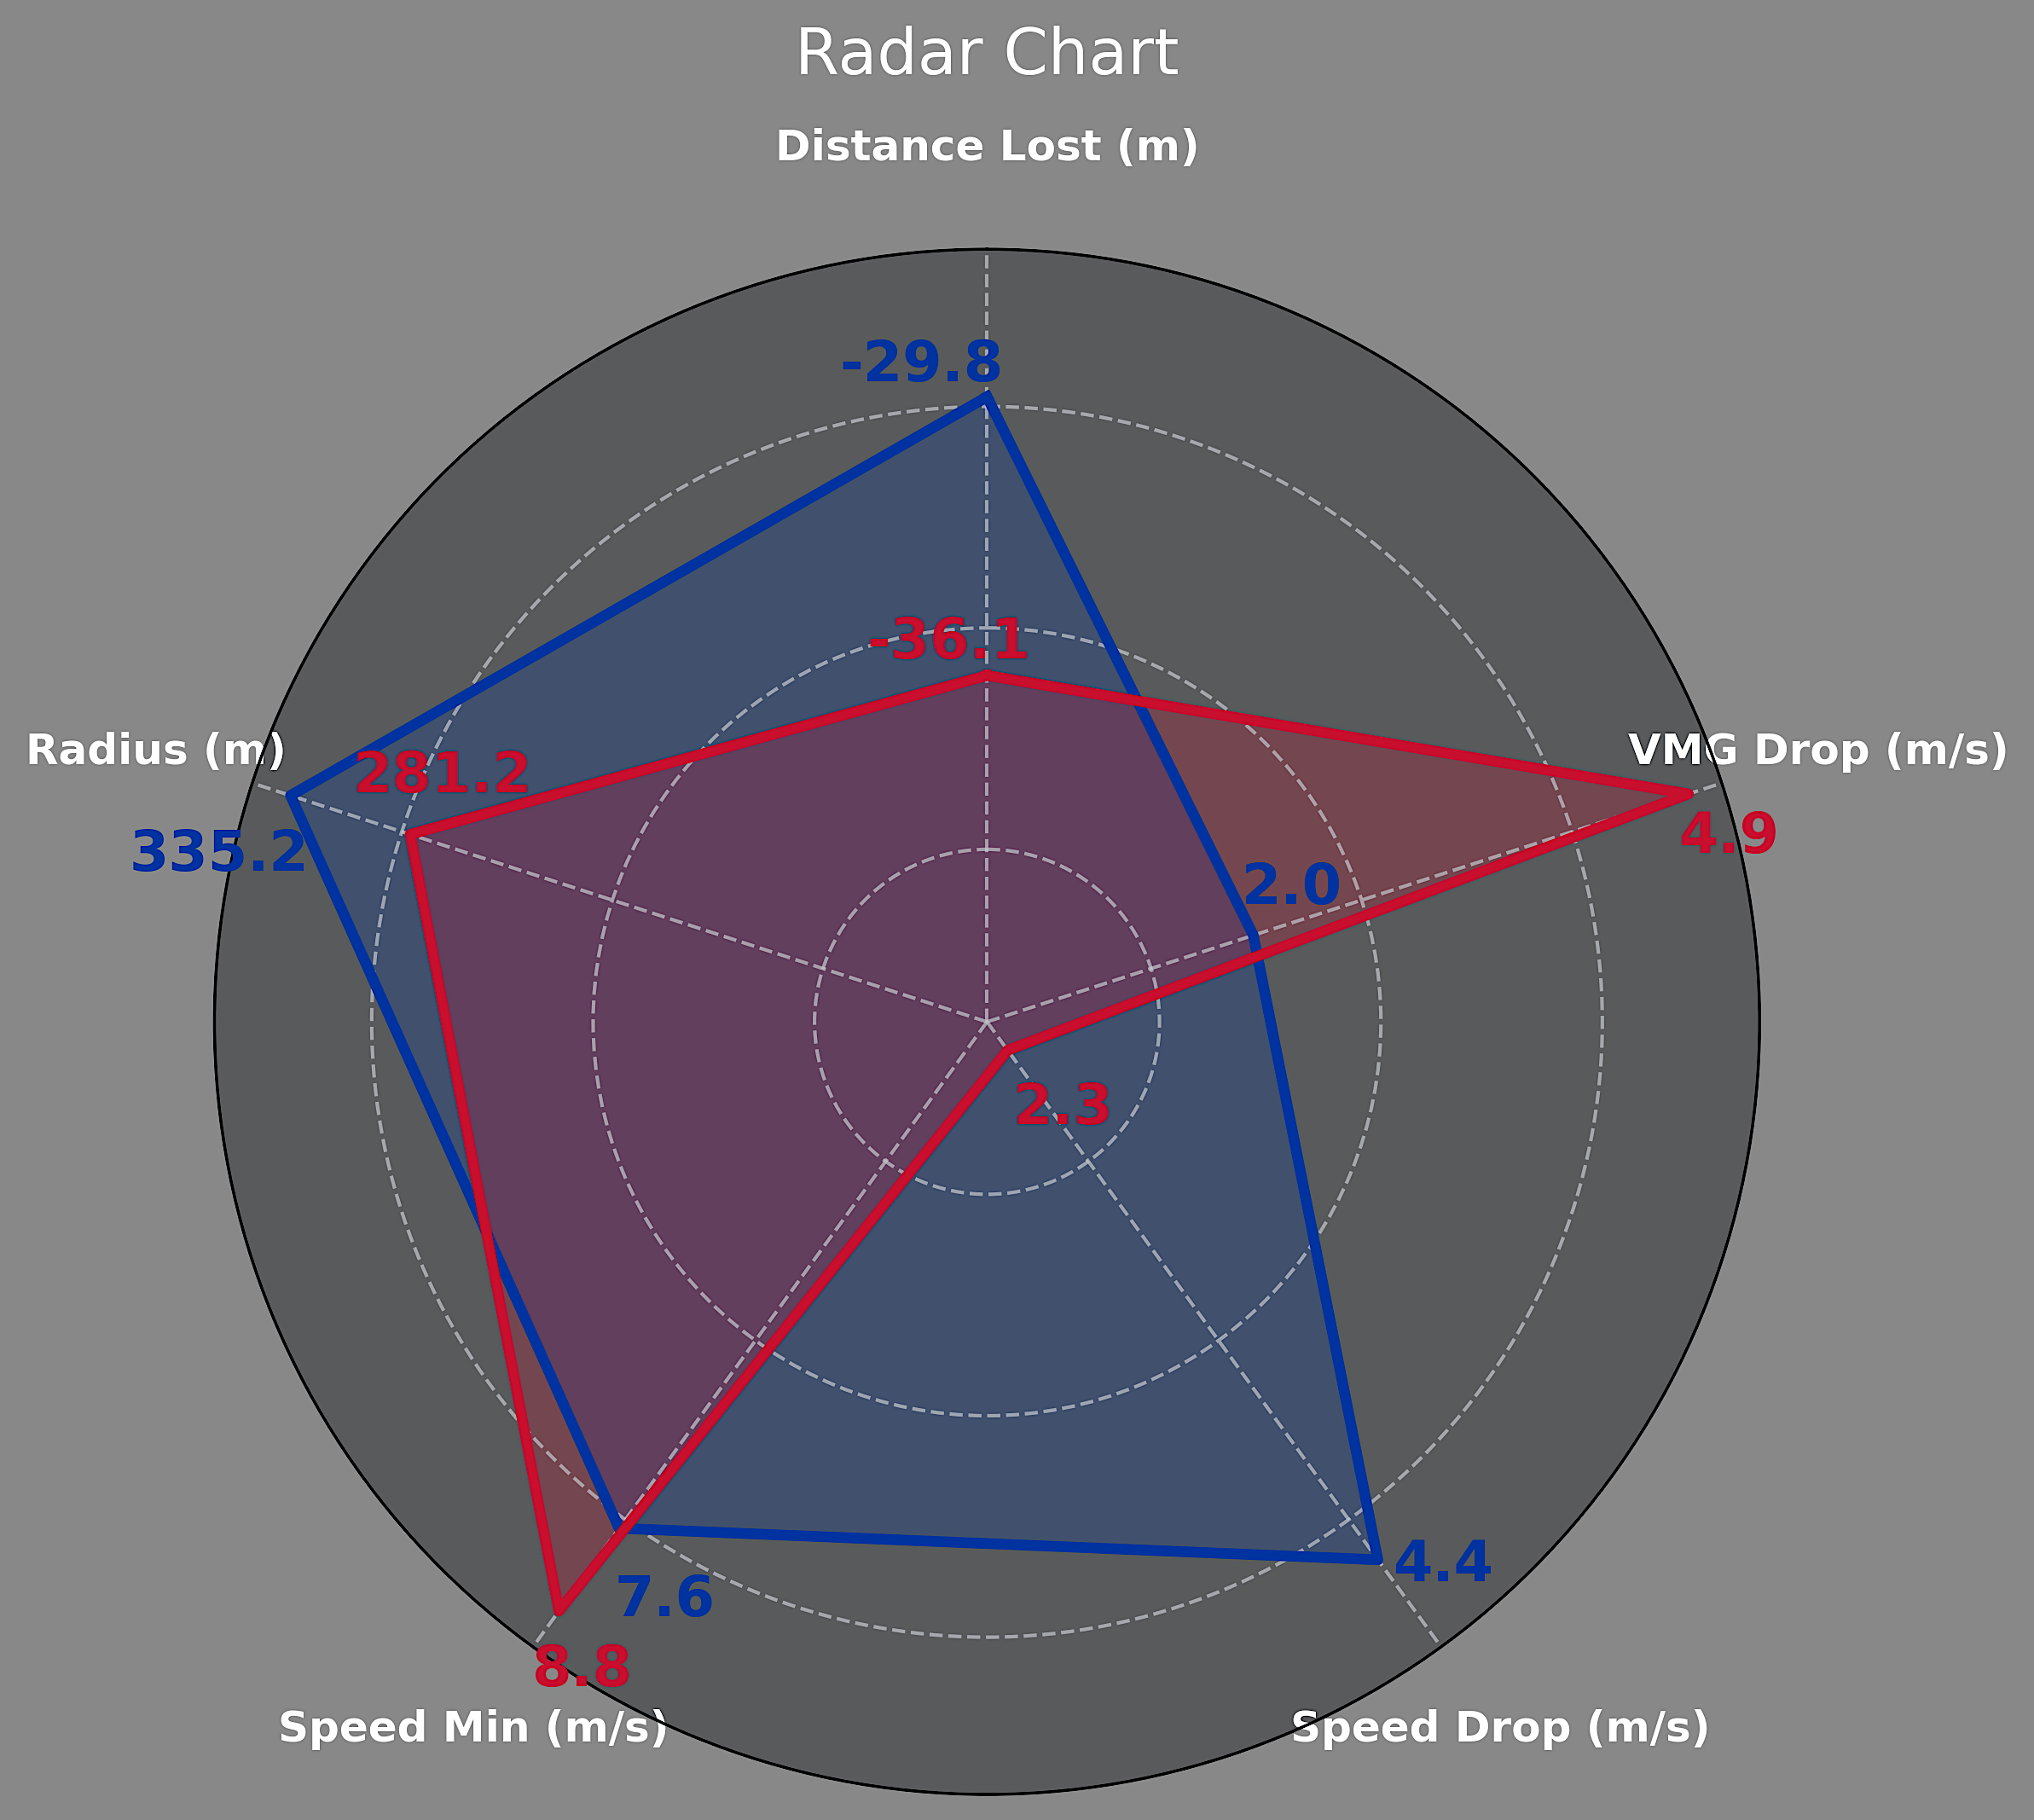 Radar Chart
Distance Lost (m)
-29.8
-36.1
Radius (m)
VMG Drop (m/s)
281.2
335.2
4.9
2.0
2.3
4.4
7.6
8.8
Speed Min (m/s)
Speed Drop (m/s)